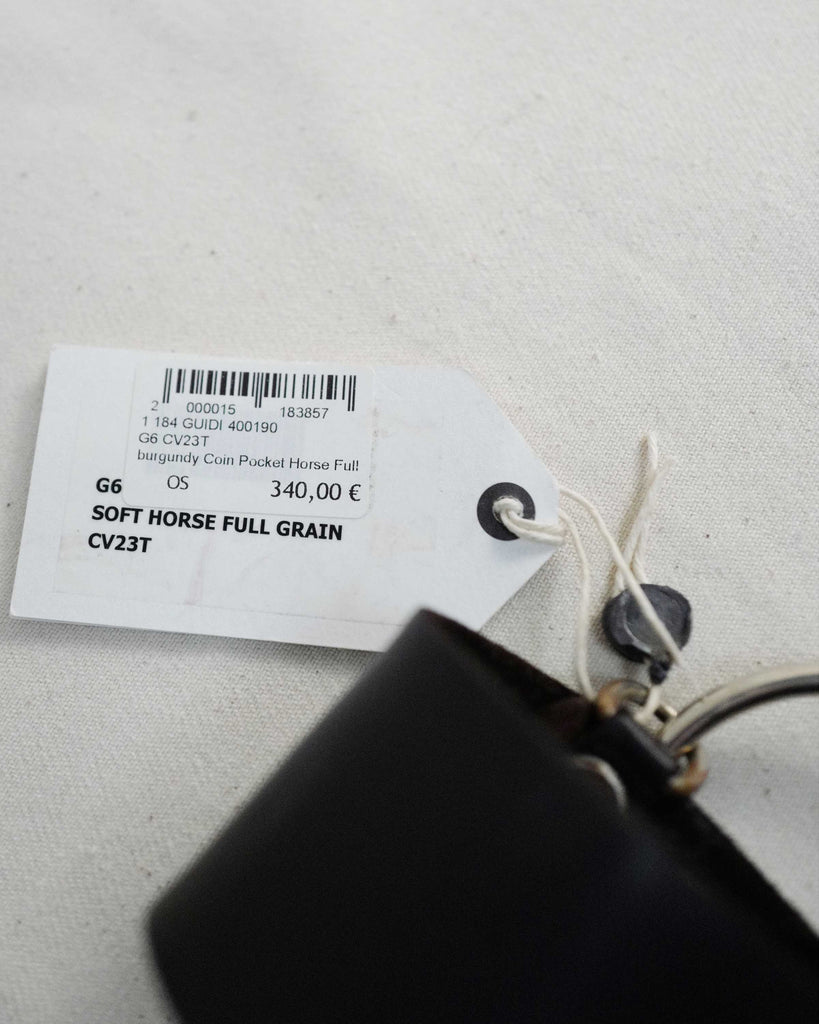 2 000015 183857
1 184 GUIDI 400190
G6 CV23T
burgundy Coin Pocket Horse Full
OS 340,00 €
G6
SOFT HORSE FULL GRAIN
CV23T